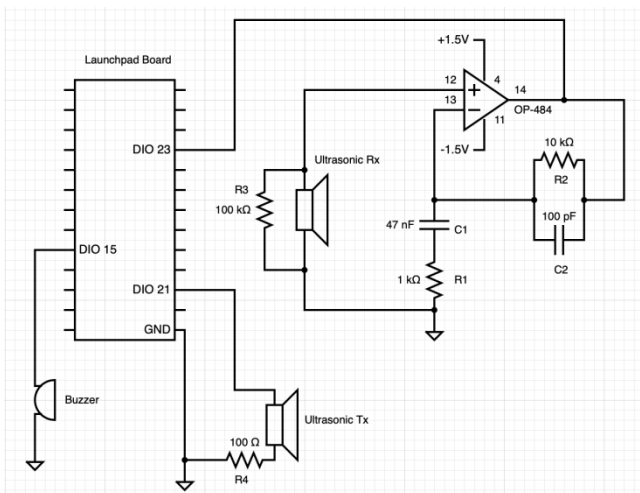 +1.5V
Launchpad Board
12
4
+
14
13
−
OP-484
11
DIO 23
-1.5V
10 kΩ
Ultrasonic Rx
R2
R3
100 kΩ
100 pF
47 nF
C1
DIO 15
C2
1 kΩ
R1
DIO 21
GND
Buzzer
Ultrasonic Tx
100 Ω
R4